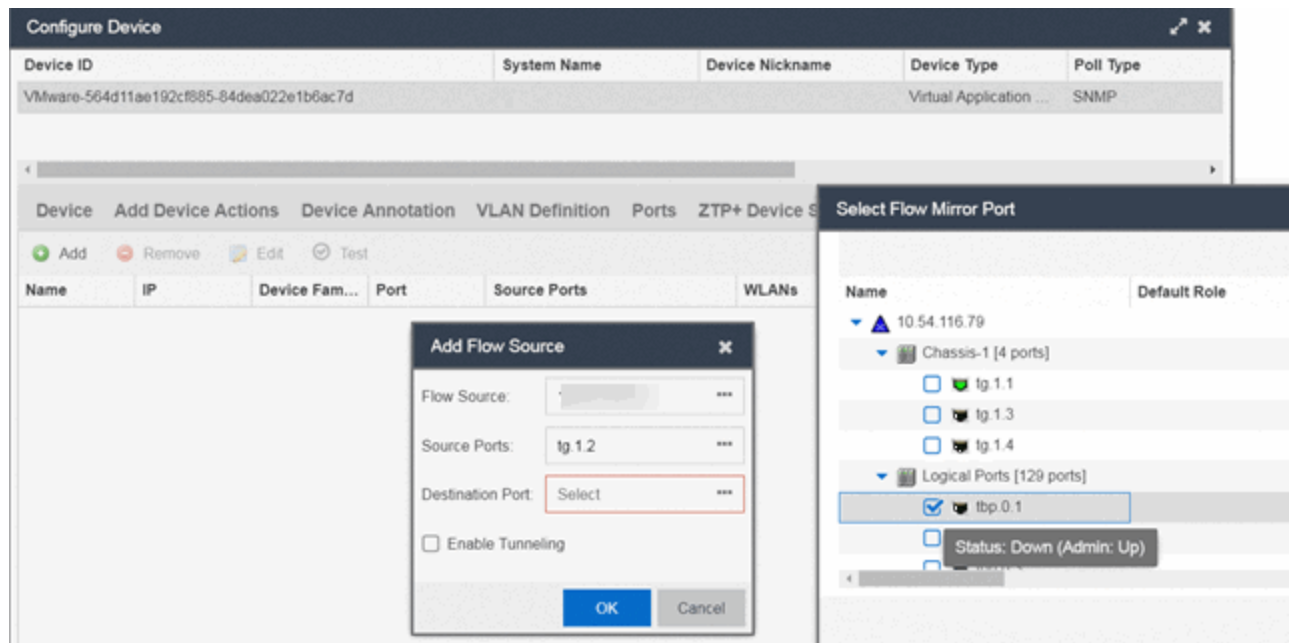 Configure Device
Device ID System Name Device Nickname Device Type Poll Type
VMware-564d11ae192cf885-84dea022e1b6ac7d Virtual Application ... SNMP
Device Add Device Actions Device Annotation VLAN Definition Ports ZTP+ Device S
Add Remove Edit Test
Name IP Device Fam... Port Source Ports WLANs
Add Flow Source
Flow Source: ...
Source Ports: tg.1.2 ...
Destination Port: Select ...
Enable Tunneling
OK Cancel
Select Flow Mirror Port
Name Default Role
10.54.116.79
Chassis-1 [4 ports]
tg.1.1
tg.1.3
tg.1.4
Logical Ports [129 ports]
tbp.0.1
Status: Down (Admin: Up)